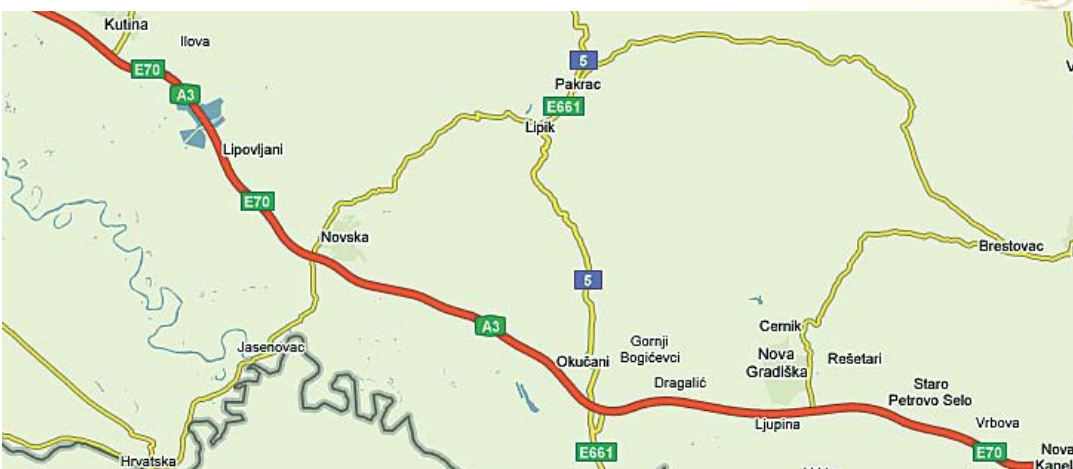 Kutina
Ilova
E70
A3
Lipovljani
E70
5
Pakrac
E661
Lipik
Novska
Brestovac
5
A3
Jasenovac
Okučani
Gornji
Bogićevci
Dragalić
Cernik
Nova
Gradiška
Rešetari
Staro
Petrovo Selo
Ljupina
Vrbova
E661
E70
Nova
Kapel
Hrvatska
V